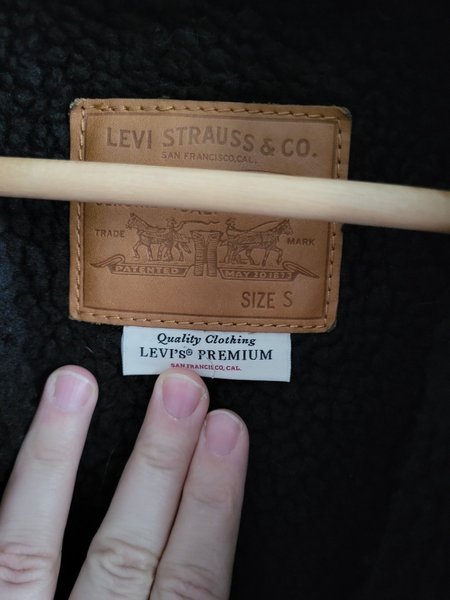 LEVI STRAUSS & CO.
SAN FRANCISCO, CAL.
TRADE MARK
PATENTED MAY 20 1873
SIZE S
Quality Clothing
LEVI'S® PREMIUM
SAN FRANCISCO, CAL.